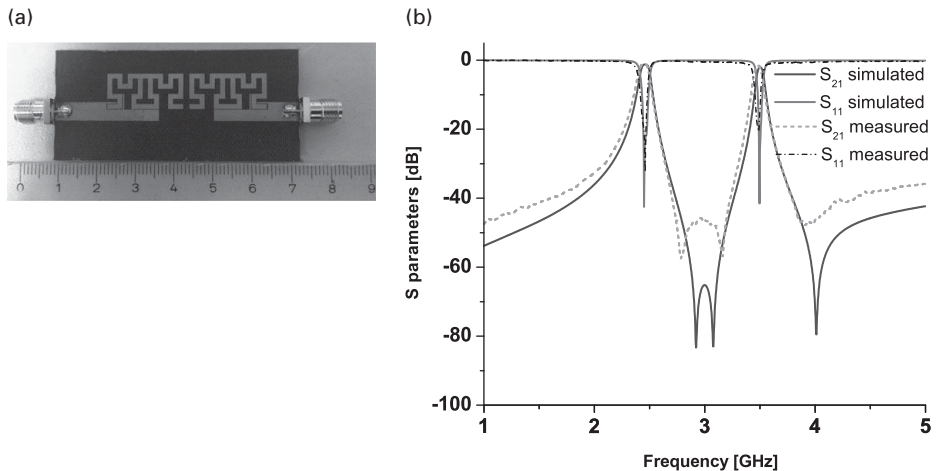 (a)
0 1 2 3 4 5 6 7 8 9
(b)
0
-20
-40
-60
-80
-100
S parameters [dB]
S21 simulated
S11 simulated
S21 measured
S11 measured
1 2 3 4 5
Frequency [GHz]